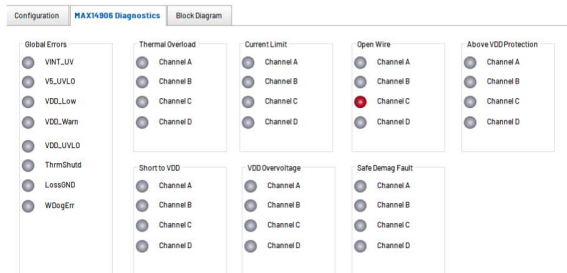 Configuration
MAX14906 Diagnostics
Block Diagram
Global Errors
VINT_UV
V5_UVLO
VDD_Low
VDD_Warn
VDD_UVLO
ThrmShutd
LossGND
WDogErr
Thermal Overload
Channel A
Channel B
Channel C
Channel D
Current Limit
Channel A
Channel B
Channel C
Channel D
Open Wire
Channel A
Channel B
Channel C
Channel D
Above VDD Protection
Channel A
Channel B
Channel C
Channel D
Short to VDD
Channel A
Channel B
Channel C
Channel D
VDD Overvoltage
Channel A
Channel B
Channel C
Channel D
Safe Demag Fault
Channel A
Channel B
Channel C
Channel D